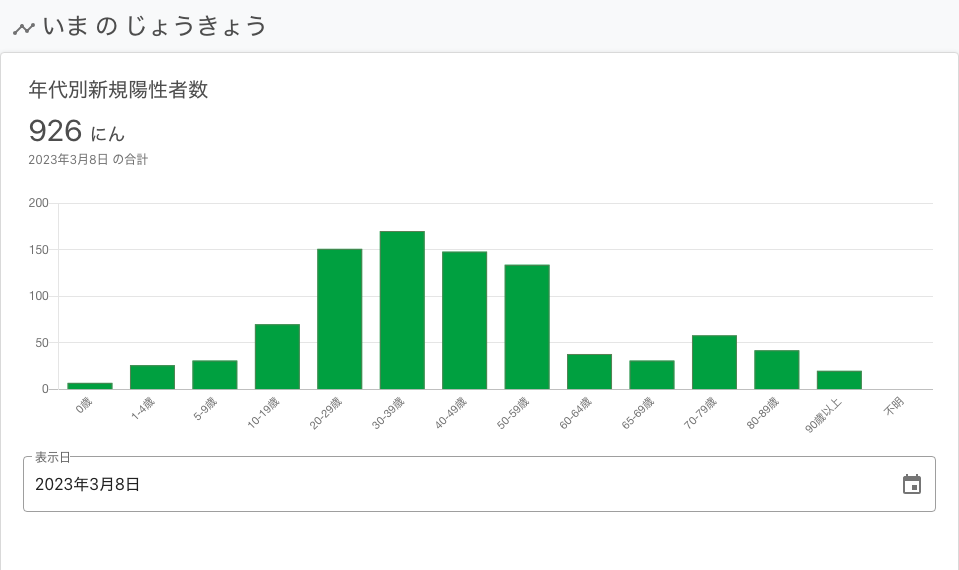 いま の じょうきょう
年代別新規陽性者数
926 にん
2023年3月8日 の合計
200
150
100
50
0
0歳
1-4歳
5-9歳
10-19歳
20-29歳
30-39歳
40-49歳
50-59歳
60-64歳
65-69歳
70-79歳
80-89歳
90歳以上
不明
表示日
2023年3月8日